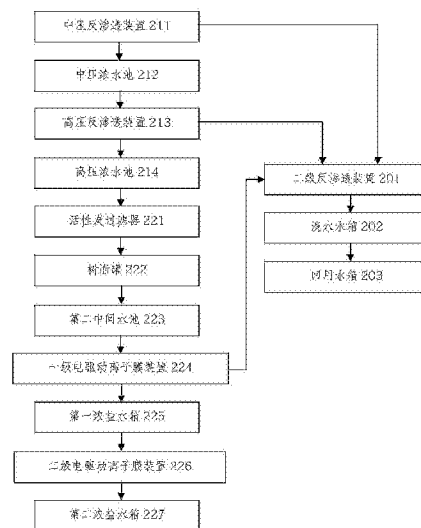 中压反渗透装置 211
中压浓水池 212
高压反渗透装置 213
高压浓水池 214
二级反渗透装置 201
活性炭过滤器 221
淡水水箱 202
树脂罐 222
回用水箱 203
第二中间水池 223
一级电驱动离子膜装置 224
第一浓盐水箱 225
二级电驱动离子膜装置 226
第二浓盐水箱 227